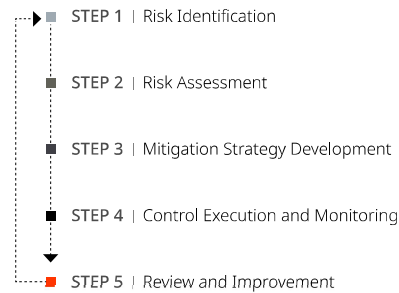 STEP 1 | Risk Identification
STEP 2 | Risk Assessment
STEP 3 | Mitigation Strategy Development
STEP 4 | Control Execution and Monitoring
STEP 5 | Review and Improvement